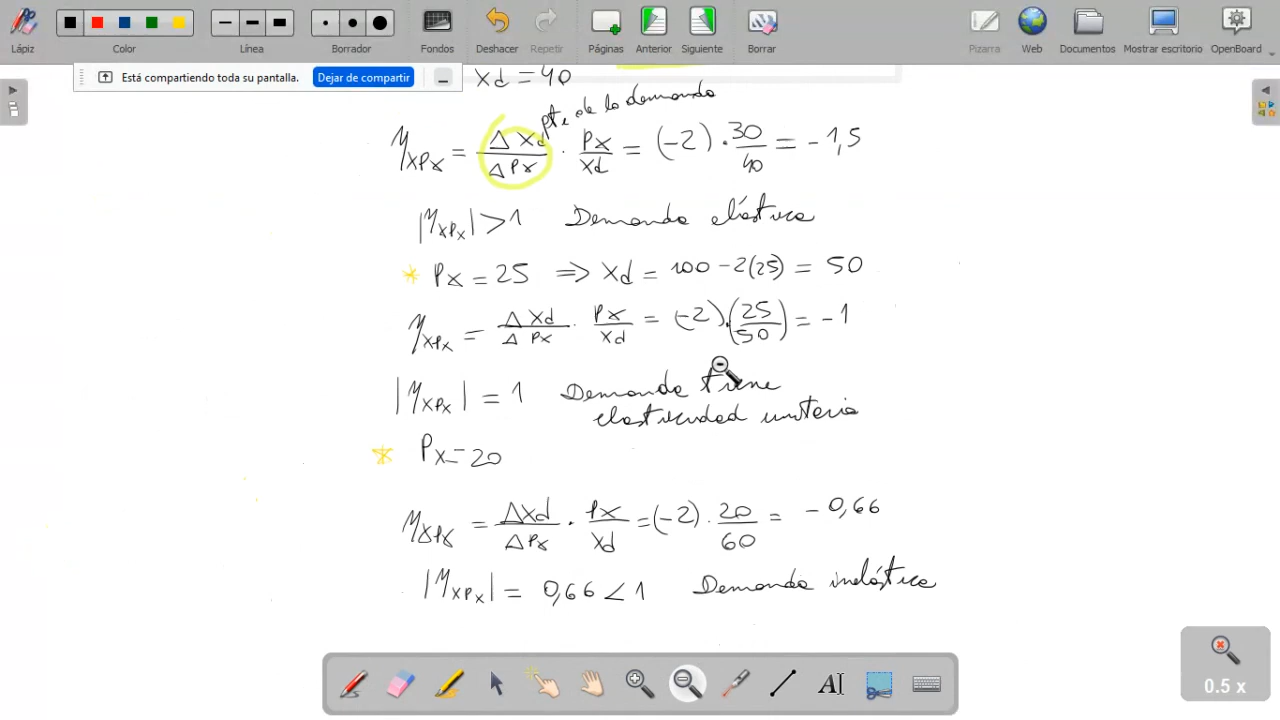 Lápiz Color Línea Borrador Fondos Deshacer Repetir Páginas Anterior Siguiente Borrar Pizarra Web Documentos Mostrar escritorio OpenBoard
Está compartiendo toda su pantalla. Dejar de compartir
Xd = 40
pte de la demanda
ηXPx = ΔXd/ΔPx · Px/Xd = (-2) · 30/40 = -1,5
|ηXPx| > 1 Demanda elástica
* Px = 25 ⇒ Xd = 100 - 2(25) = 50
ηXPx = ΔXd/ΔPx · Px/Xd = (-2) · (25/50) = -1
|ηXPx| = 1 Demanda tiene
elasticidad unitaria
* Px = 20
ηXPx = ΔXd/ΔPx · Px/Xd = (-2) · 20/60 = -0,66
|ηXPx| = 0,66 < 1 Demanda inelástica
0.5 x